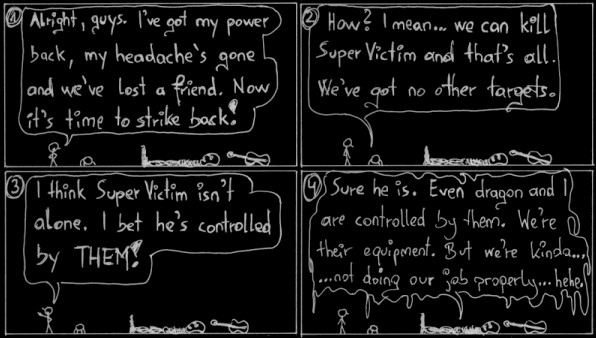 1
Alright, guys. I've got my power
back, my headache's gone
and we've lost a friend. Now
it's time to strike back!
2
How? I mean... we can kill
Super Victim and that's all.
We've got no other targets.
3
I think Super Victim isn't
alone. I bet he's controlled
by THEM!
4
Sure he is. Even dragon and I
are controlled by them. We're
their equipment. But we're kinda...
...not doing our job properly... hehe.